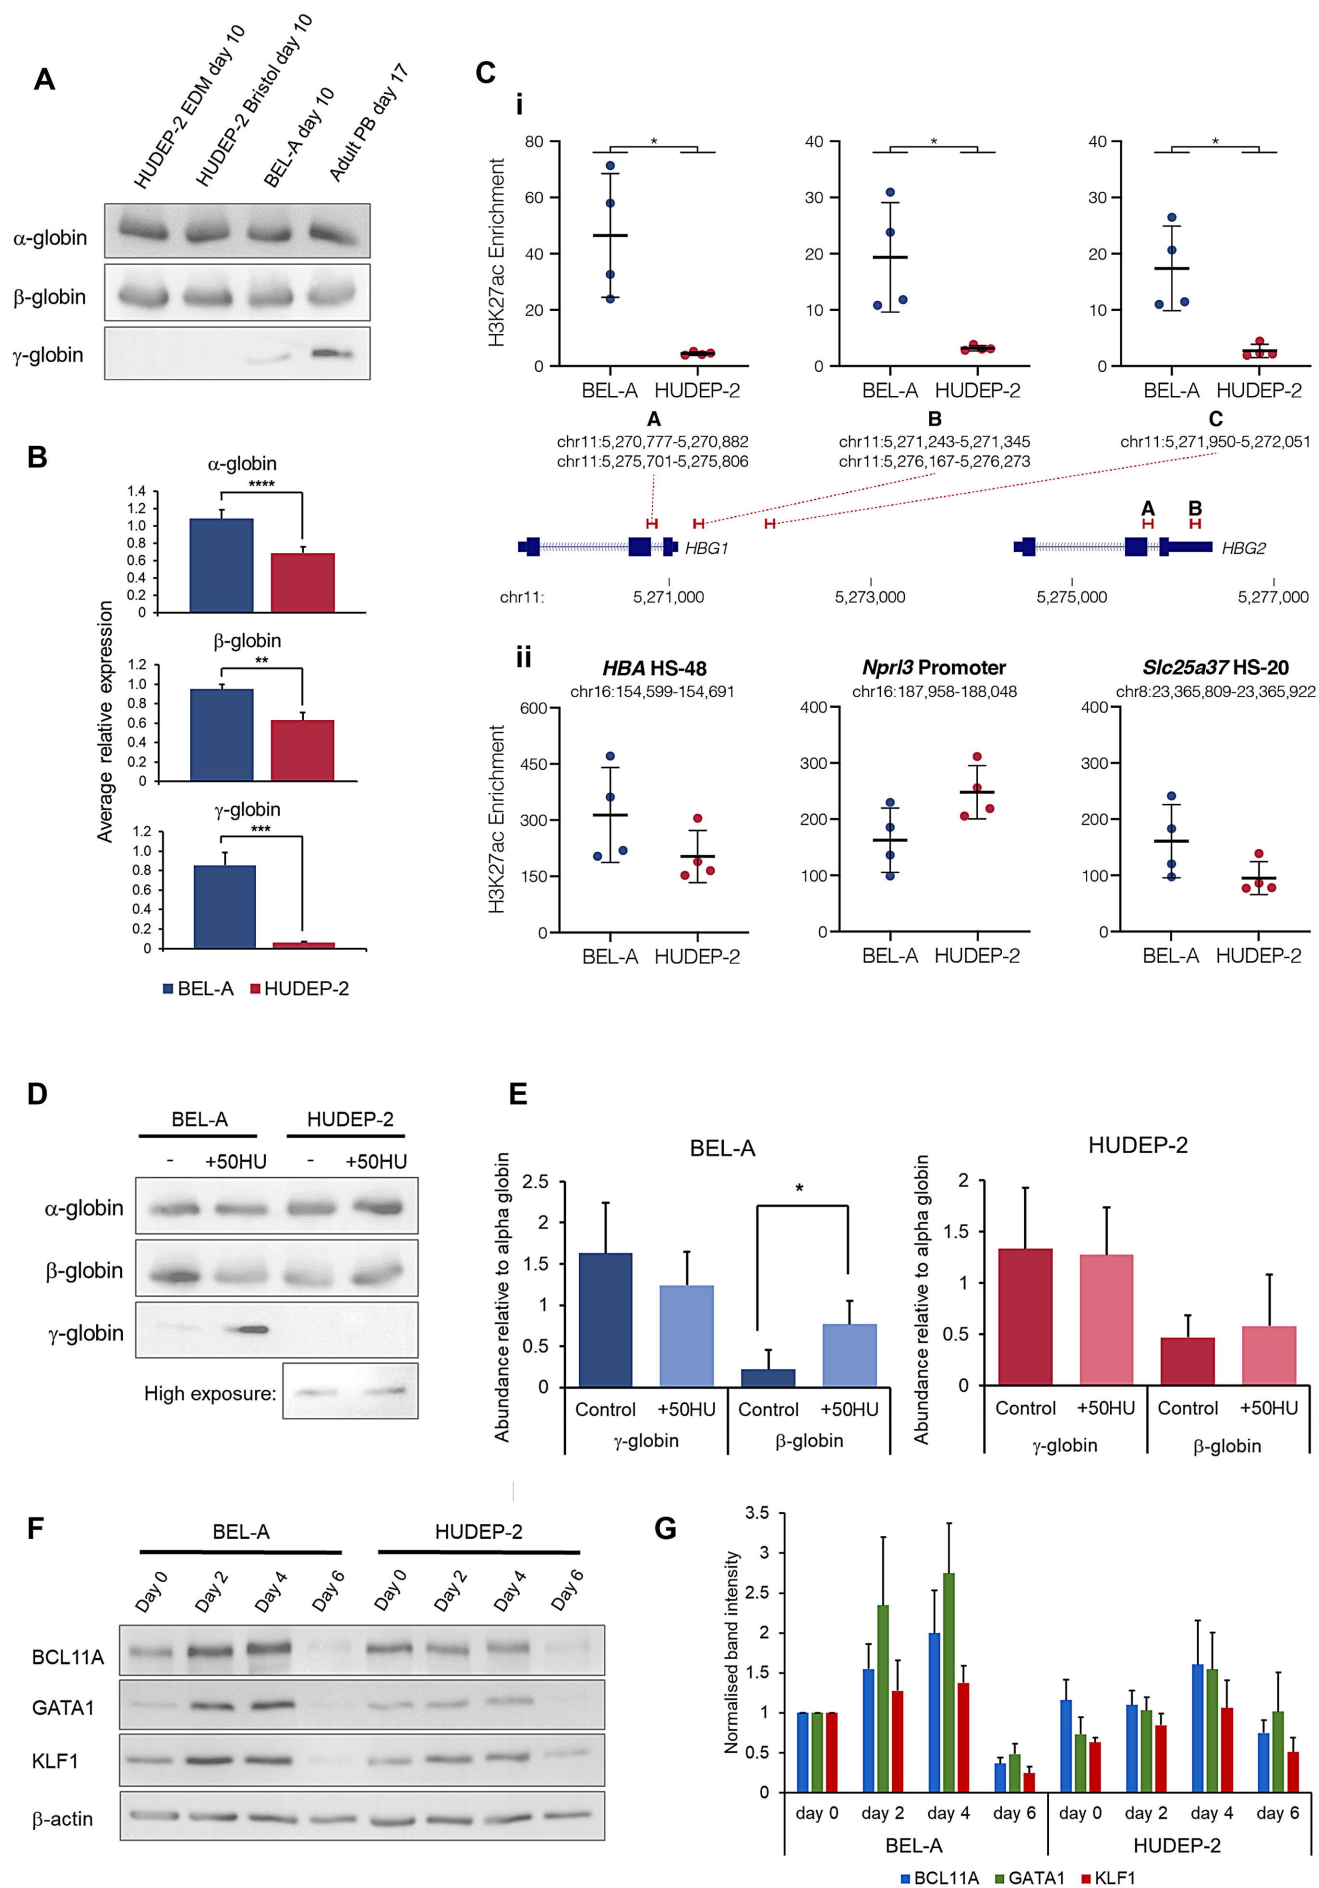 A
HUDEP-2 EDM day 10
HUDEP-2 Bristol day 10
BEL-A day 10
Adult PB day 17
α-globin
β-globin
γ-globin
B
Average relative expression
α-globin
****
1.4
1.2
1.0
0.8
0.6
0.4
0.2
0
β-globin
**
1.2
1.0
0.8
0.6
0.4
0.2
0
γ-globin
***
1.2
1.0
0.8
0.6
0.4
0.2
0
BEL-A HUDEP-2
C
i
H3K27ac Enrichment
80
60
40
20
0
*
BEL-A HUDEP-2
40
30
20
10
0
*
BEL-A HUDEP-2
40
30
20
10
0
*
BEL-A HUDEP-2
A
chr11:5,270,777-5,270,882
chr11:5,275,701-5,275,806
B
chr11:5,271,243-5,271,345
chr11:5,276,167-5,276,273
C
chr11:5,271,950-5,272,051
A B
HBG1 HBG2
chr11: 5,271,000 5,273,000 5,275,000 5,277,000
ii
HBA HS-48
chr16:154,599-154,691
H3K27ac Enrichment
600
450
300
150
0
BEL-A HUDEP-2
Nprl3 Promoter
chr16:187,958-188,048
400
300
200
100
0
BEL-A HUDEP-2
Slc25a37 HS-20
chr8:23,365,809-23,365,922
400
300
200
100
0
BEL-A HUDEP-2
D
BEL-A HUDEP-2
- +50HU - +50HU
α-globin
β-globin
γ-globin
High exposure:
E
BEL-A
Abundance relative to alpha globin
2.5
2
1.5
1
0.5
0
*
Control +50HU Control +50HU
γ-globin β-globin
HUDEP-2
Abundance relative to alpha globin
2
1.5
1
0.5
0
Control +50HU Control +50HU
γ-globin β-globin
F
BEL-A HUDEP-2
Day 0 Day 2 Day 4 Day 6 Day 0 Day 2 Day 4 Day 6
BCL11A
GATA1
KLF1
β-actin
G
Normalised band intensity
3.5
3
2.5
2
1.5
1
0.5
0
day 0 day 2 day 4 day 6 day 0 day 2 day 4 day 6
BEL-A HUDEP-2
BCL11A GATA1 KLF1